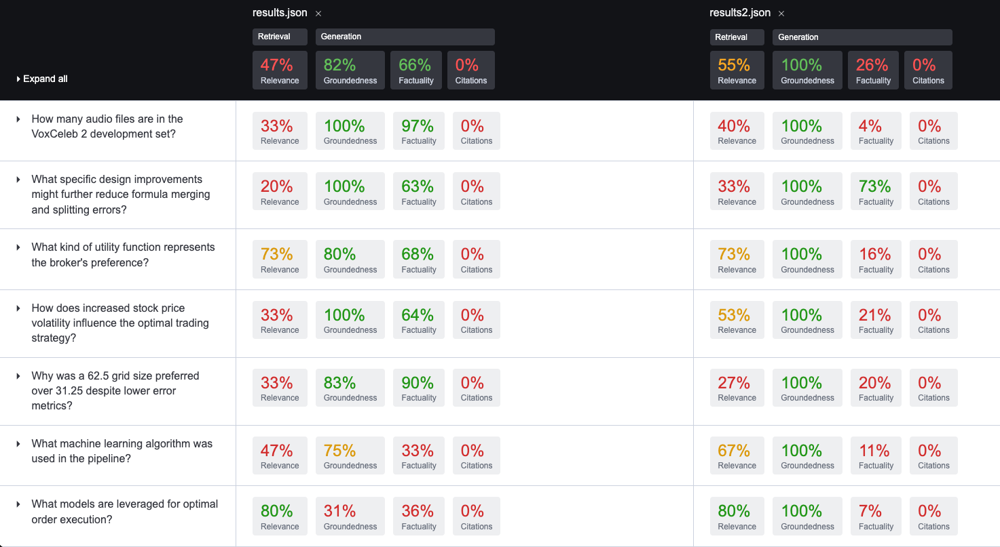 results.json ×
results2.json ×
Retrieval Generation
Retrieval Generation
47% 82% 66% 0%
55% 100% 26% 0%
Relevance Groundedness Factuality Citations
Relevance Groundedness Factuality Citations
Expand all
How many audio files are in the
VoxCeleb 2 development set?
33% 100% 97% 0%
Relevance Groundedness Factuality Citations
40% 100% 4% 0%
Relevance Groundedness Factuality Citations
What specific design improvements
might further reduce formula merging
and splitting errors?
20% 100% 63% 0%
Relevance Groundedness Factuality Citations
33% 100% 73% 0%
Relevance Groundedness Factuality Citations
What kind of utility function represents
the broker's preference?
73% 80% 68% 0%
Relevance Groundedness Factuality Citations
73% 100% 16% 0%
Relevance Groundedness Factuality Citations
How does increased stock price
volatility influence the optimal trading
strategy?
33% 100% 64% 0%
Relevance Groundedness Factuality Citations
53% 100% 21% 0%
Relevance Groundedness Factuality Citations
Why was a 62.5 grid size preferred
over 31.25 despite lower error
metrics?
33% 83% 90% 0%
Relevance Groundedness Factuality Citations
27% 100% 20% 0%
Relevance Groundedness Factuality Citations
What machine learning algorithm was
used in the pipeline?
47% 75% 33% 0%
Relevance Groundedness Factuality Citations
67% 100% 11% 0%
Relevance Groundedness Factuality Citations
What models are leveraged for optimal
order execution?
80% 31% 36% 0%
Relevance Groundedness Factuality Citations
80% 100% 7% 0%
Relevance Groundedness Factuality Citations